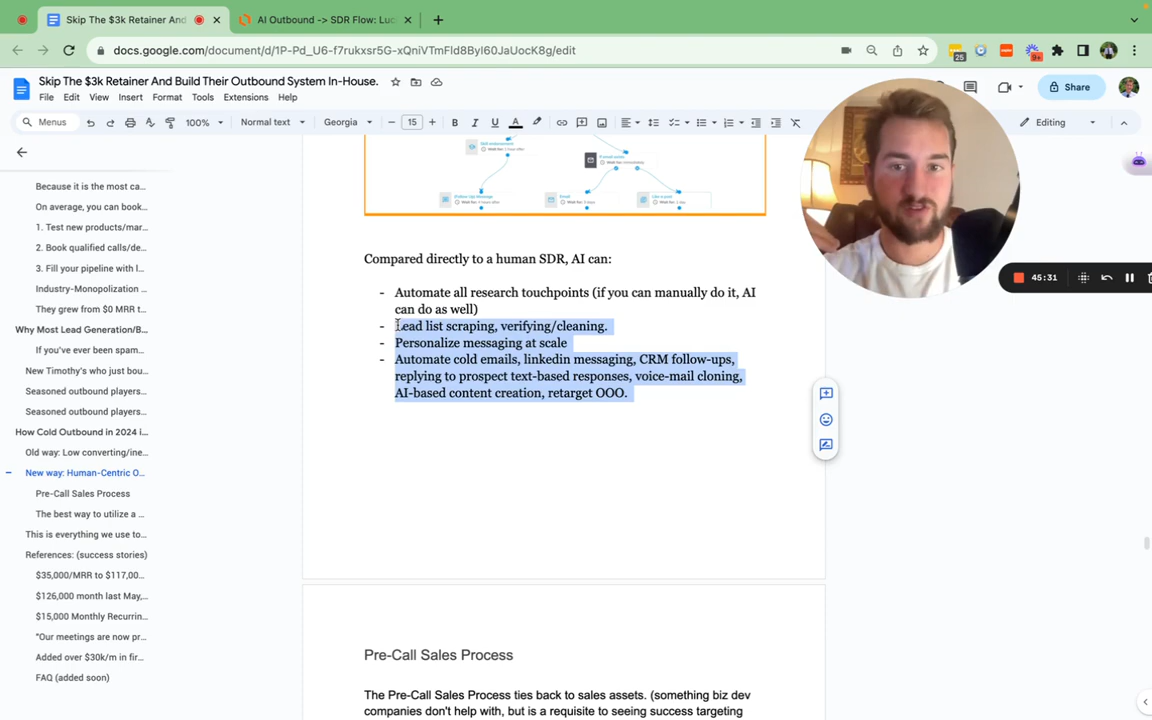 Skip The $3k Retainer And
AI Outbound -> SDR Flow: Luc
docs.google.com/document/d/1P-Pd_U6-f7rukxsr5G-xQniVTmFld8Byl60JaUocK8g/edit
25
9+
Skip The $3k Retainer And Build Their Outbound System In-House.
File Edit View Insert Format Tools Extensions Help
Share
Menus
100%
Normal text
Georgia
15
B I U A
Editing
Because it is the most ca...
On average, you can book...
1. Test new products/mar...
2. Book qualified calls/de...
3. Fill your pipeline with l...
Industry-Monopolization ...
They grew from $0 MRR t...
Why Most Lead Generation/B...
If you've ever been spam...
New Timothy's who just bou...
Seasoned outbound players...
Seasoned outbound players...
How Cold Outbound in 2024 i...
Old way: Low converting/ine...
New way: Human-Centric O...
Pre-Call Sales Process
The best way to utilize a ...
This is everything we use to...
References: (success stories)
$35,000/MRR to $117,00...
$126,000 month last May,...
$15,000 Monthly Recurrin...
"Our meetings are now pr...
Added over $30k/m in fir...
FAQ (added soon)
Compared directly to a human SDR, AI can:
- Automate all research touchpoints (if you can manually do it, AI
can do as well)
- Lead list scraping, verifying/cleaning.
- Personalize messaging at scale
- Automate cold emails, linkedin messaging, CRM follow-ups,
replying to prospect text-based responses, voice-mail cloning,
AI-based content creation, retarget OOO.
45:31
Pre-Call Sales Process
The Pre-Call Sales Process ties back to sales assets. (something biz dev
companies don't help with, but is a requisite to seeing success targeting